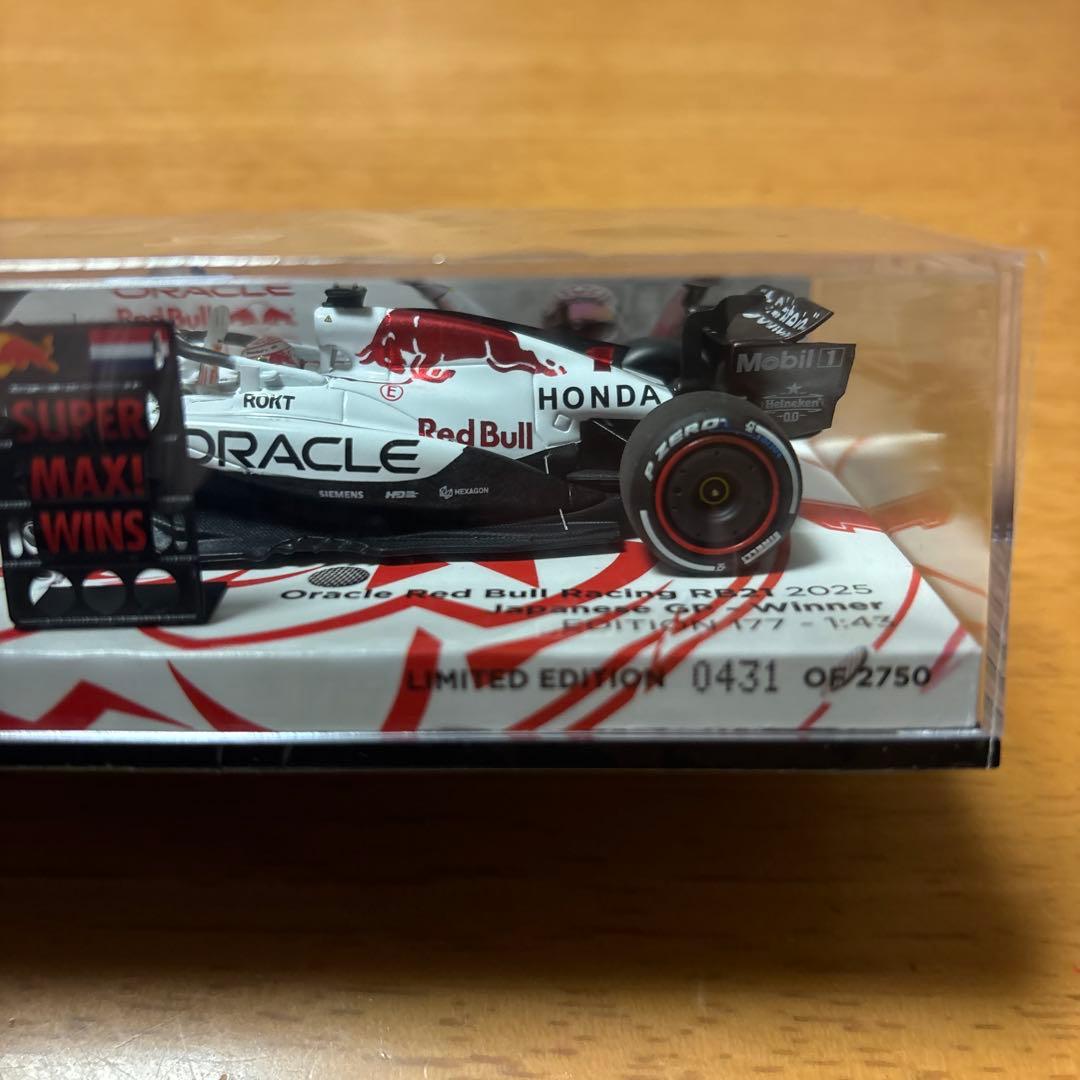 ORACLE
Red Bull
SUPER
MAX!
WINS
1
E
ROKT
HONDA
Red Bull
ORACLE
SIEMENS
HEXAGON
Mobil 1
Heineken
0.0
P ZERO
PIRELLI
Oracle Red Bull Racing RB21 2025
Japanese GP - Winner
EDITION 177 - 1:43
LIMITED EDITION 0431 OF 2750